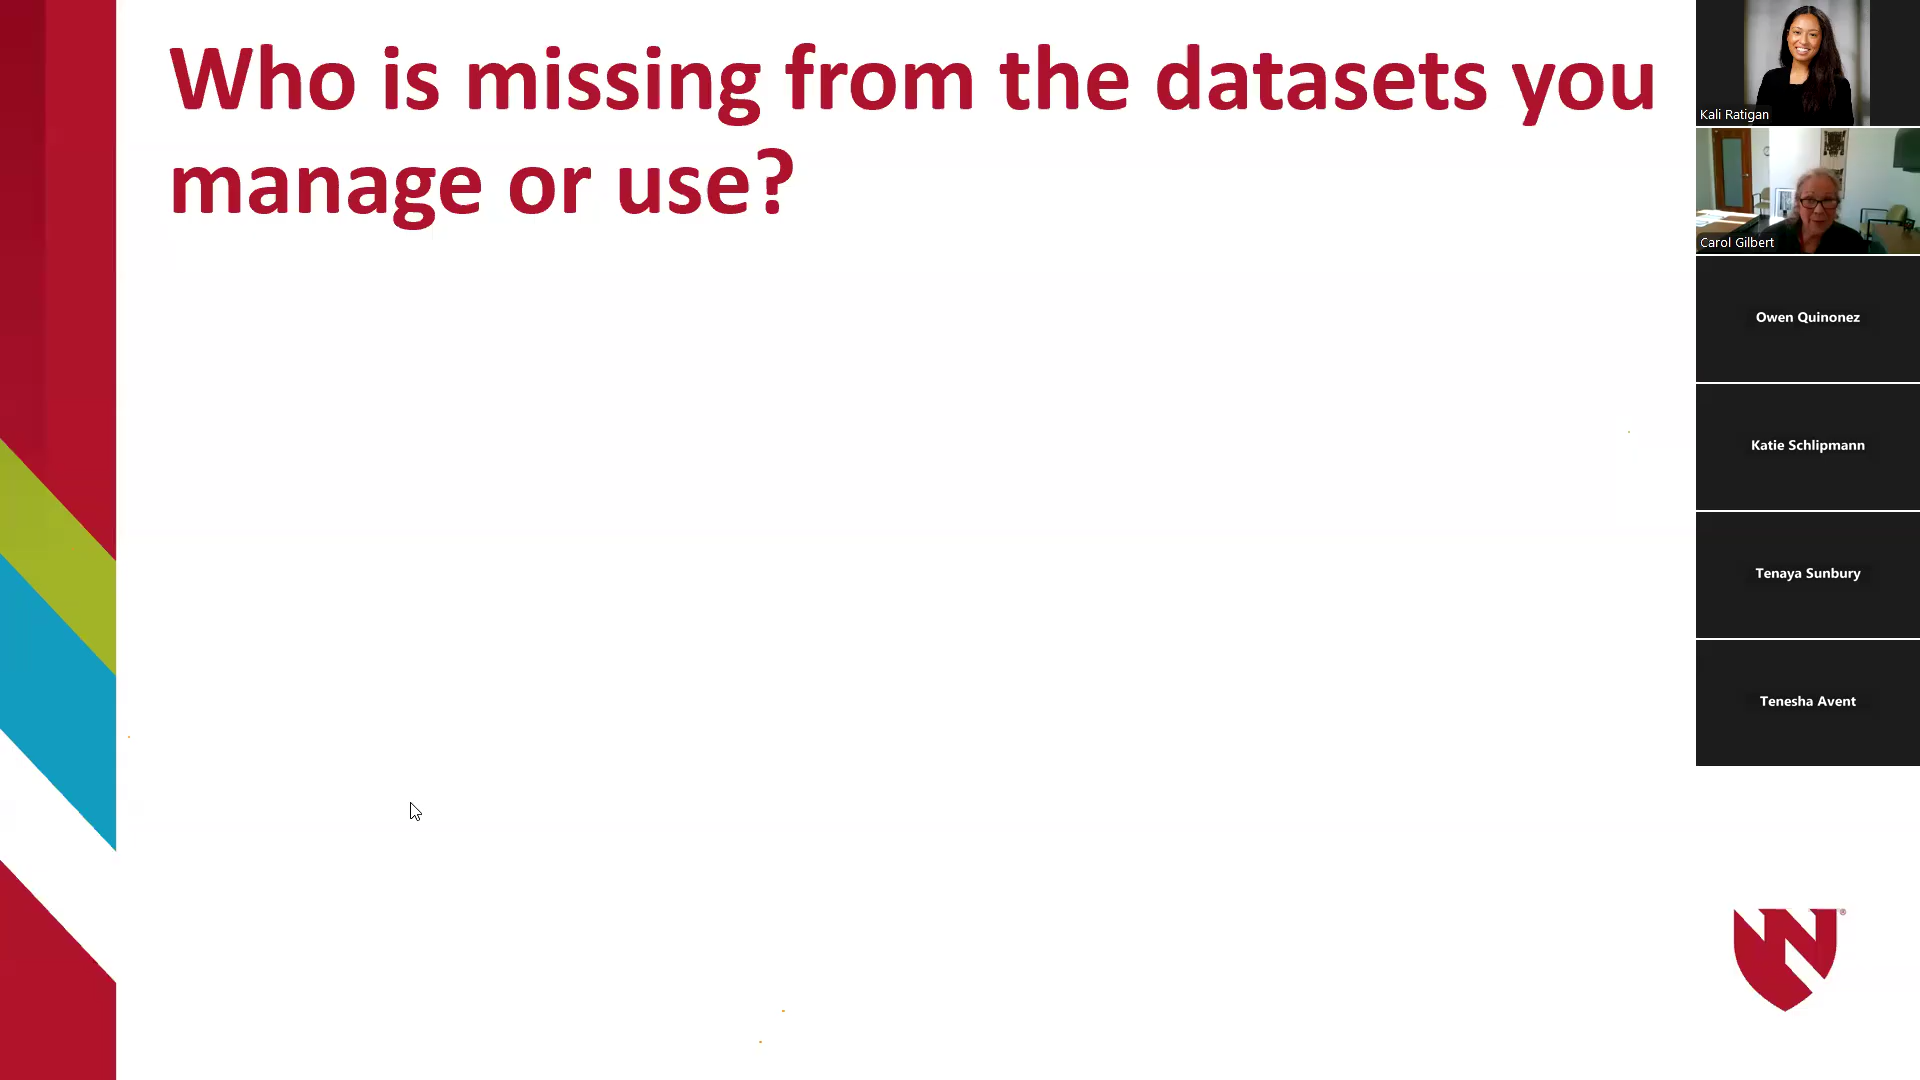 Who is missing from the datasets you
manage or use?
Kali Ratigan
Carol Gilbert
Owen Quinonez
Katie Schlipmann
Tenaya Sunbury
Tenesha Avent
N
®